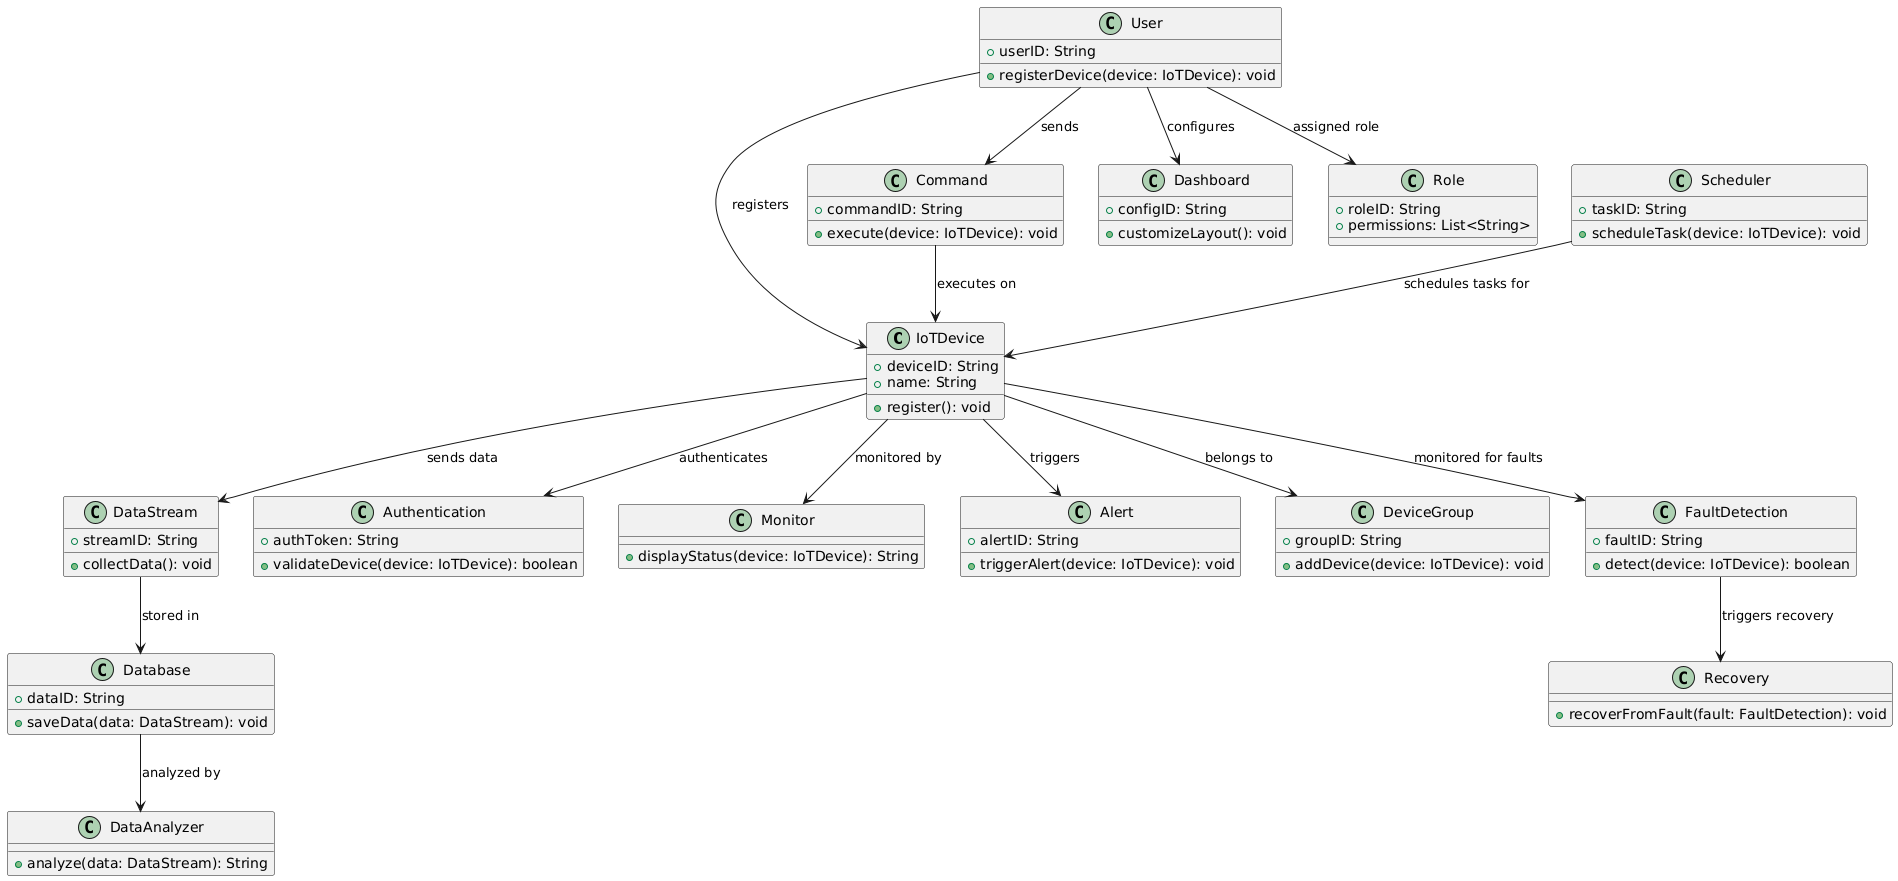 C User
userID: String
registerDevice(device: IoTDevice): void
sends
configures
assigned role
registers
C Command
commandID: String
execute(device: IoTDevice): void
C Dashboard
configID: String
customizeLayout(): void
C Role
roleID: String
permissions: List<String>
C Scheduler
taskID: String
scheduleTask(device: IoTDevice): void
executes on
schedules tasks for
C IoTDevice
deviceID: String
name: String
register(): void
sends data
authenticates
monitored by
triggers
belongs to
monitored for faults
C DataStream
streamID: String
collectData(): void
C Authentication
authToken: String
validateDevice(device: IoTDevice): boolean
C Monitor
displayStatus(device: IoTDevice): String
C Alert
alertID: String
triggerAlert(device: IoTDevice): void
C DeviceGroup
groupID: String
addDevice(device: IoTDevice): void
C FaultDetection
faultID: String
detect(device: IoTDevice): boolean
stored in
triggers recovery
C Database
dataID: String
saveData(data: DataStream): void
C Recovery
recoverFromFault(fault: FaultDetection): void
analyzed by
C DataAnalyzer
analyze(data: DataStream): String